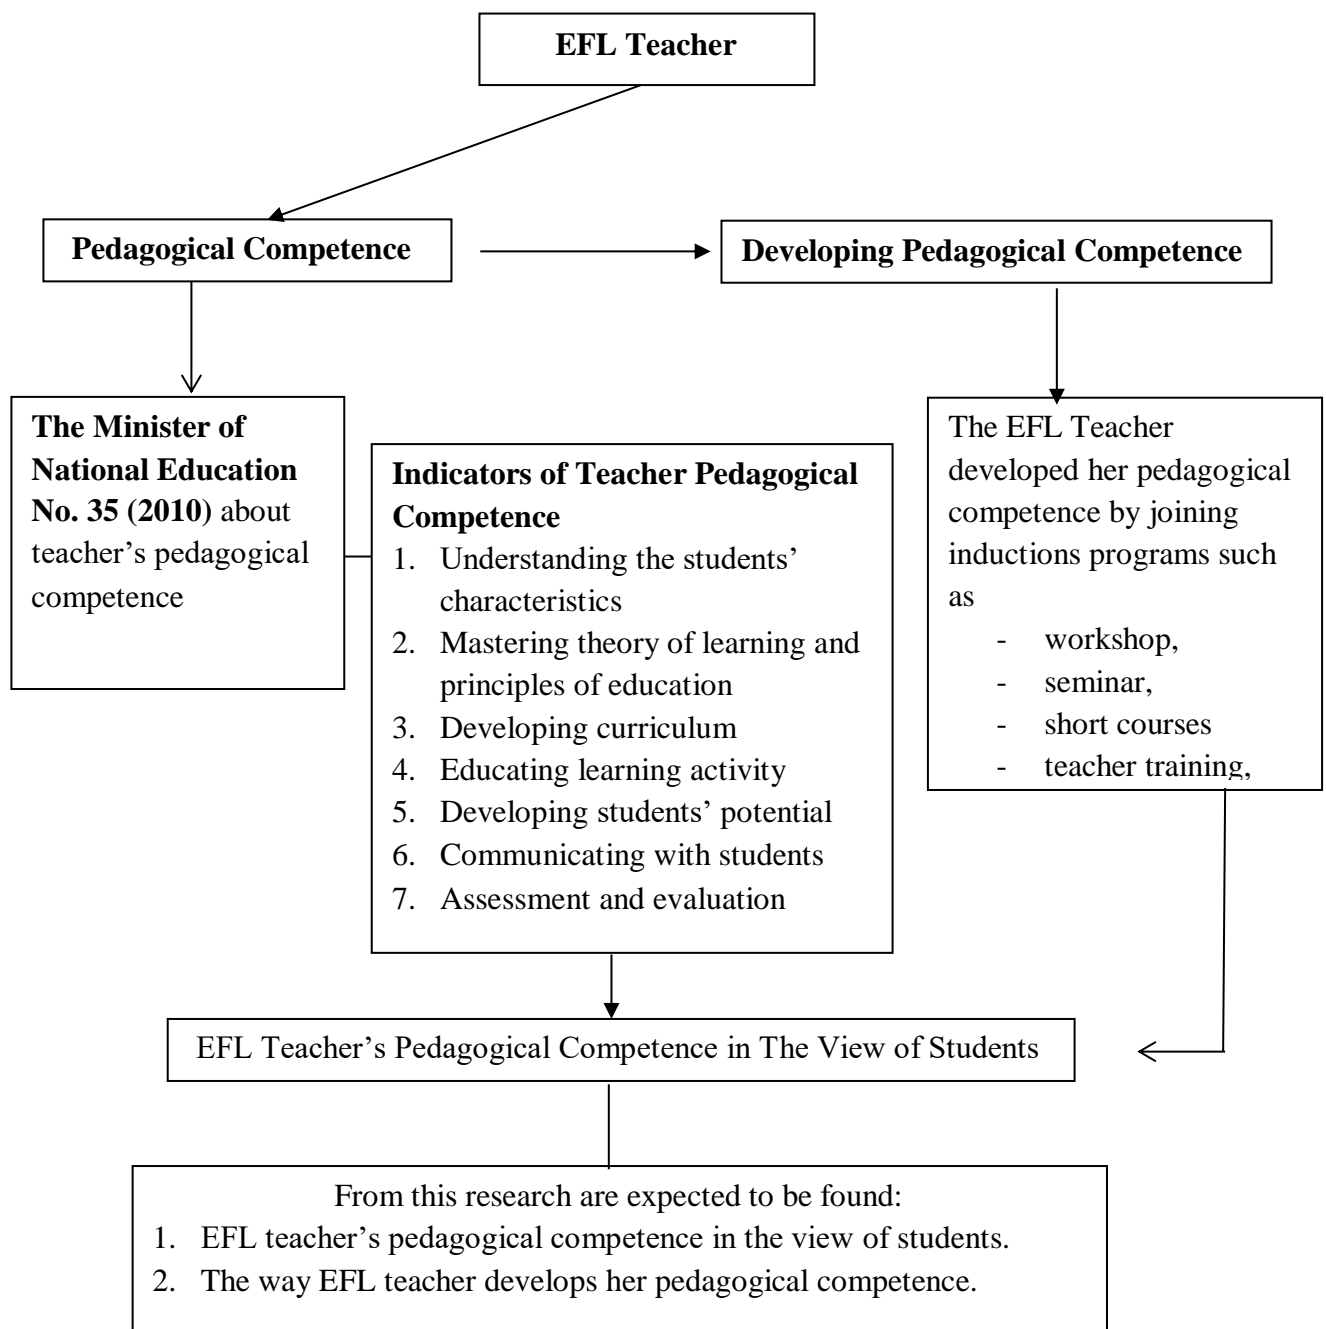 EFL Teacher
Pedagogical Competence
Developing Pedagogical Competence
The Minister of
National Education
No. 35 (2010) about
teacher’s pedagogical
competence
Indicators of Teacher Pedagogical
Competence
1. Understanding the students’
characteristics
2. Mastering theory of learning and
principles of education
3. Developing curriculum
4. Educating learning activity
5. Developing students’ potential
6. Communicating with students
7. Assessment and evaluation
The EFL Teacher
developed her pedagogical
competence by joining
inductions programs such
as
- workshop,
- seminar,
- short courses
- teacher training,
EFL Teacher’s Pedagogical Competence in The View of Students
From this research are expected to be found:
1. EFL teacher’s pedagogical competence in the view of students.
2. The way EFL teacher develops her pedagogical competence.